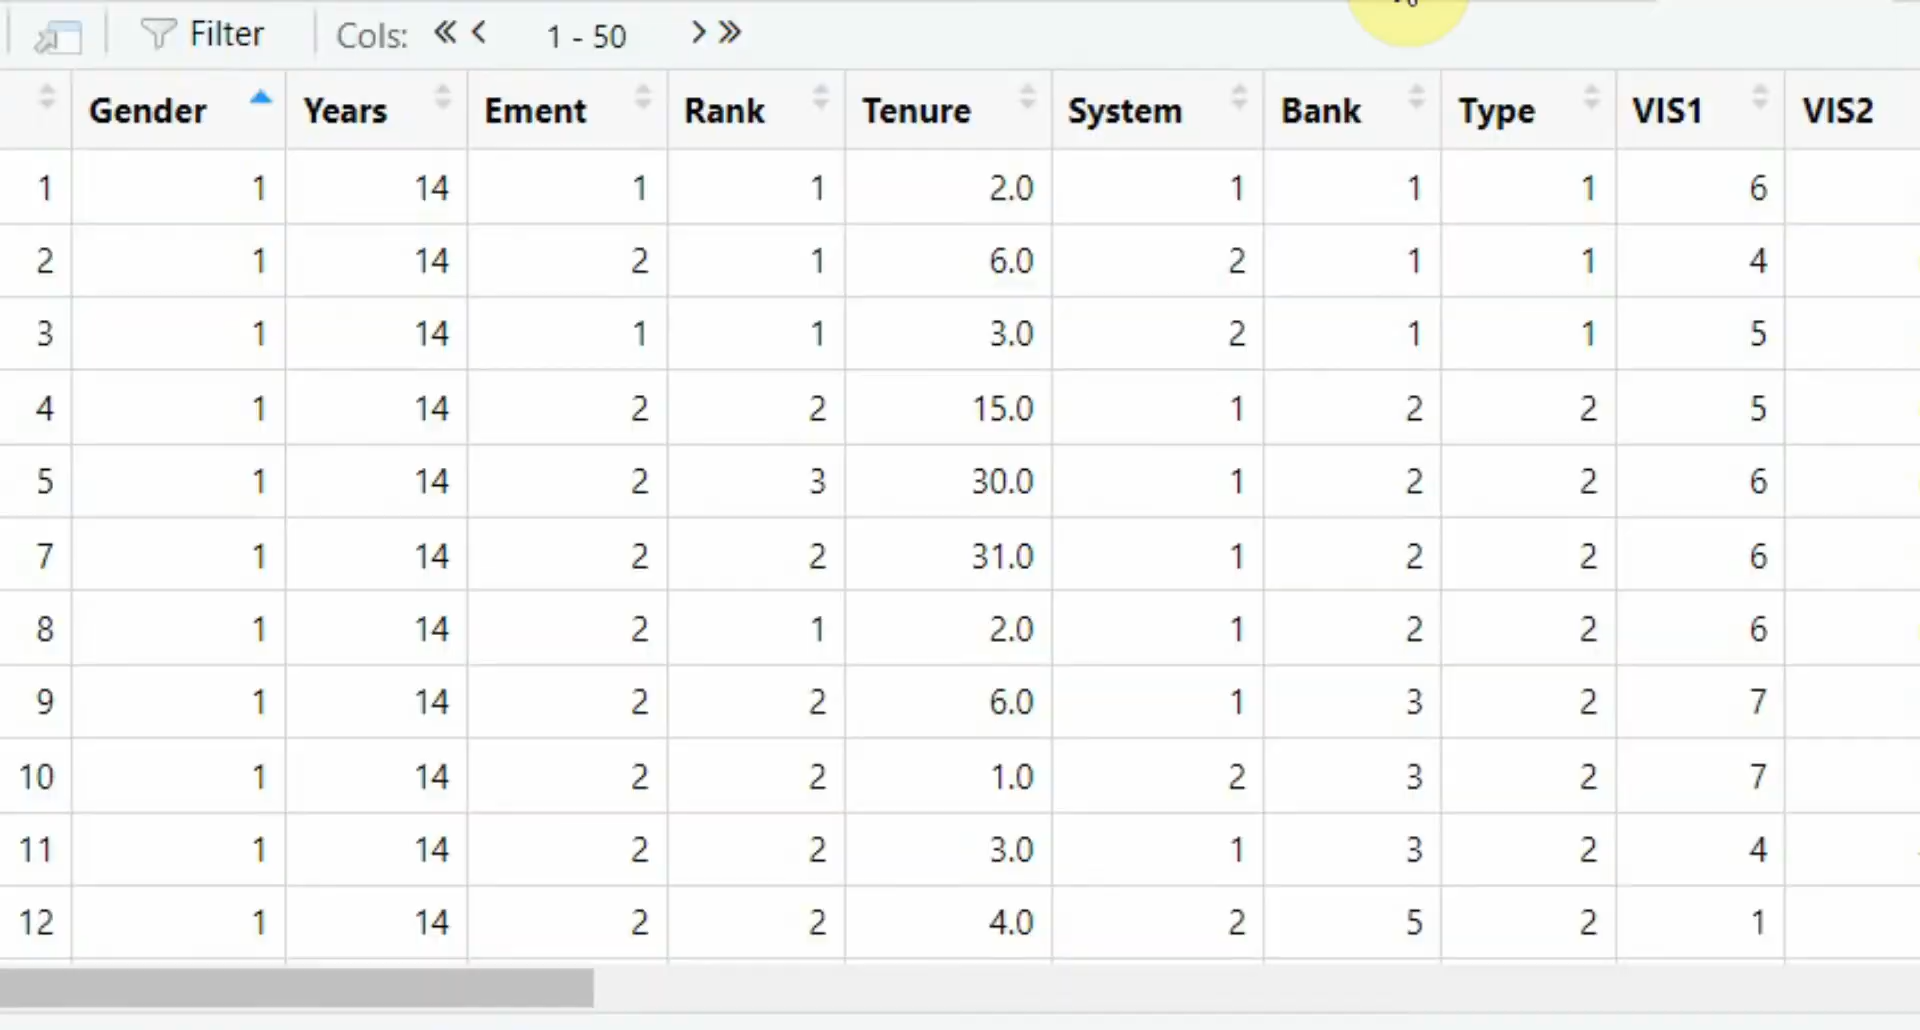 Filter Cols: 1 - 50
Gender Years Ement Rank Tenure System Bank Type VIS1 VIS2
1 1 14 1 1 2.0 1 1 1 6
2 1 14 2 1 6.0 2 1 1 4
3 1 14 1 1 3.0 2 1 1 5
4 1 14 2 2 15.0 1 2 2 5
5 1 14 2 3 30.0 1 2 2 6
7 1 14 2 2 31.0 1 2 2 6
8 1 14 2 1 2.0 1 2 2 6
9 1 14 2 2 6.0 1 3 2 7
10 1 14 2 2 1.0 2 3 2 7
11 1 14 2 2 3.0 1 3 2 4
12 1 14 2 2 4.0 2 5 2 1